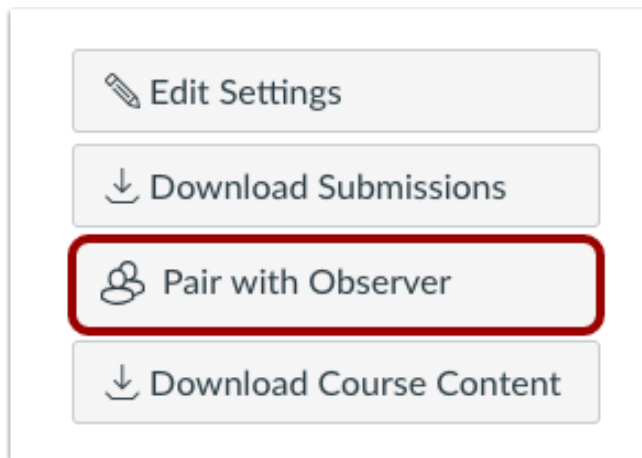 Edit Settings
Download Submissions
Pair with Observer
Download Course Content